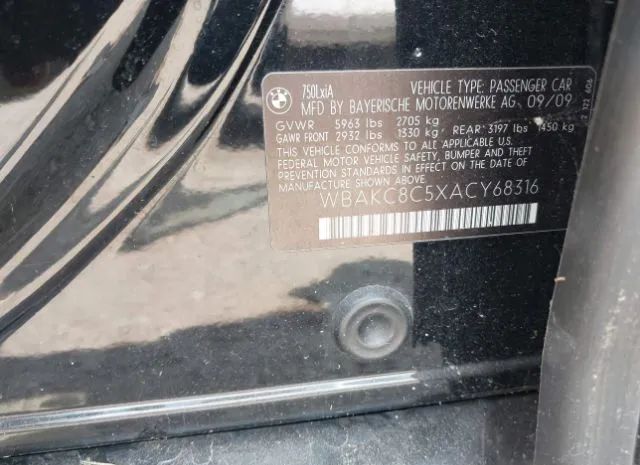 750LxiA VEHICLE TYPE: PASSENGER CAR
MFD BY BAYERISCHE MOTORENWERKE AG, 09/09
GVWR 5963 lbs 2705 kg
GAWR FRONT 2932 lbs 1330 kg, REAR 3197 lbs 1450 kg
THIS VEHICLE CONFORMS TO ALL APPLICABLE U.S.
FEDERAL MOTOR VEHICLE SAFETY, BUMPER AND THEFT
PREVENTION STANDARDS IN EFFECT ON THE DATE OF
MANUFACTURE SHOWN.
WBAKC8C5XACY68316